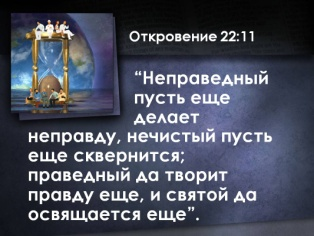 Откровение 22:11
“Неправедный
пусть еще
делает
неправду, нечистый пусть
еще сквернится;
праведный да творит
правду еще, и святой да
освящается еще”.